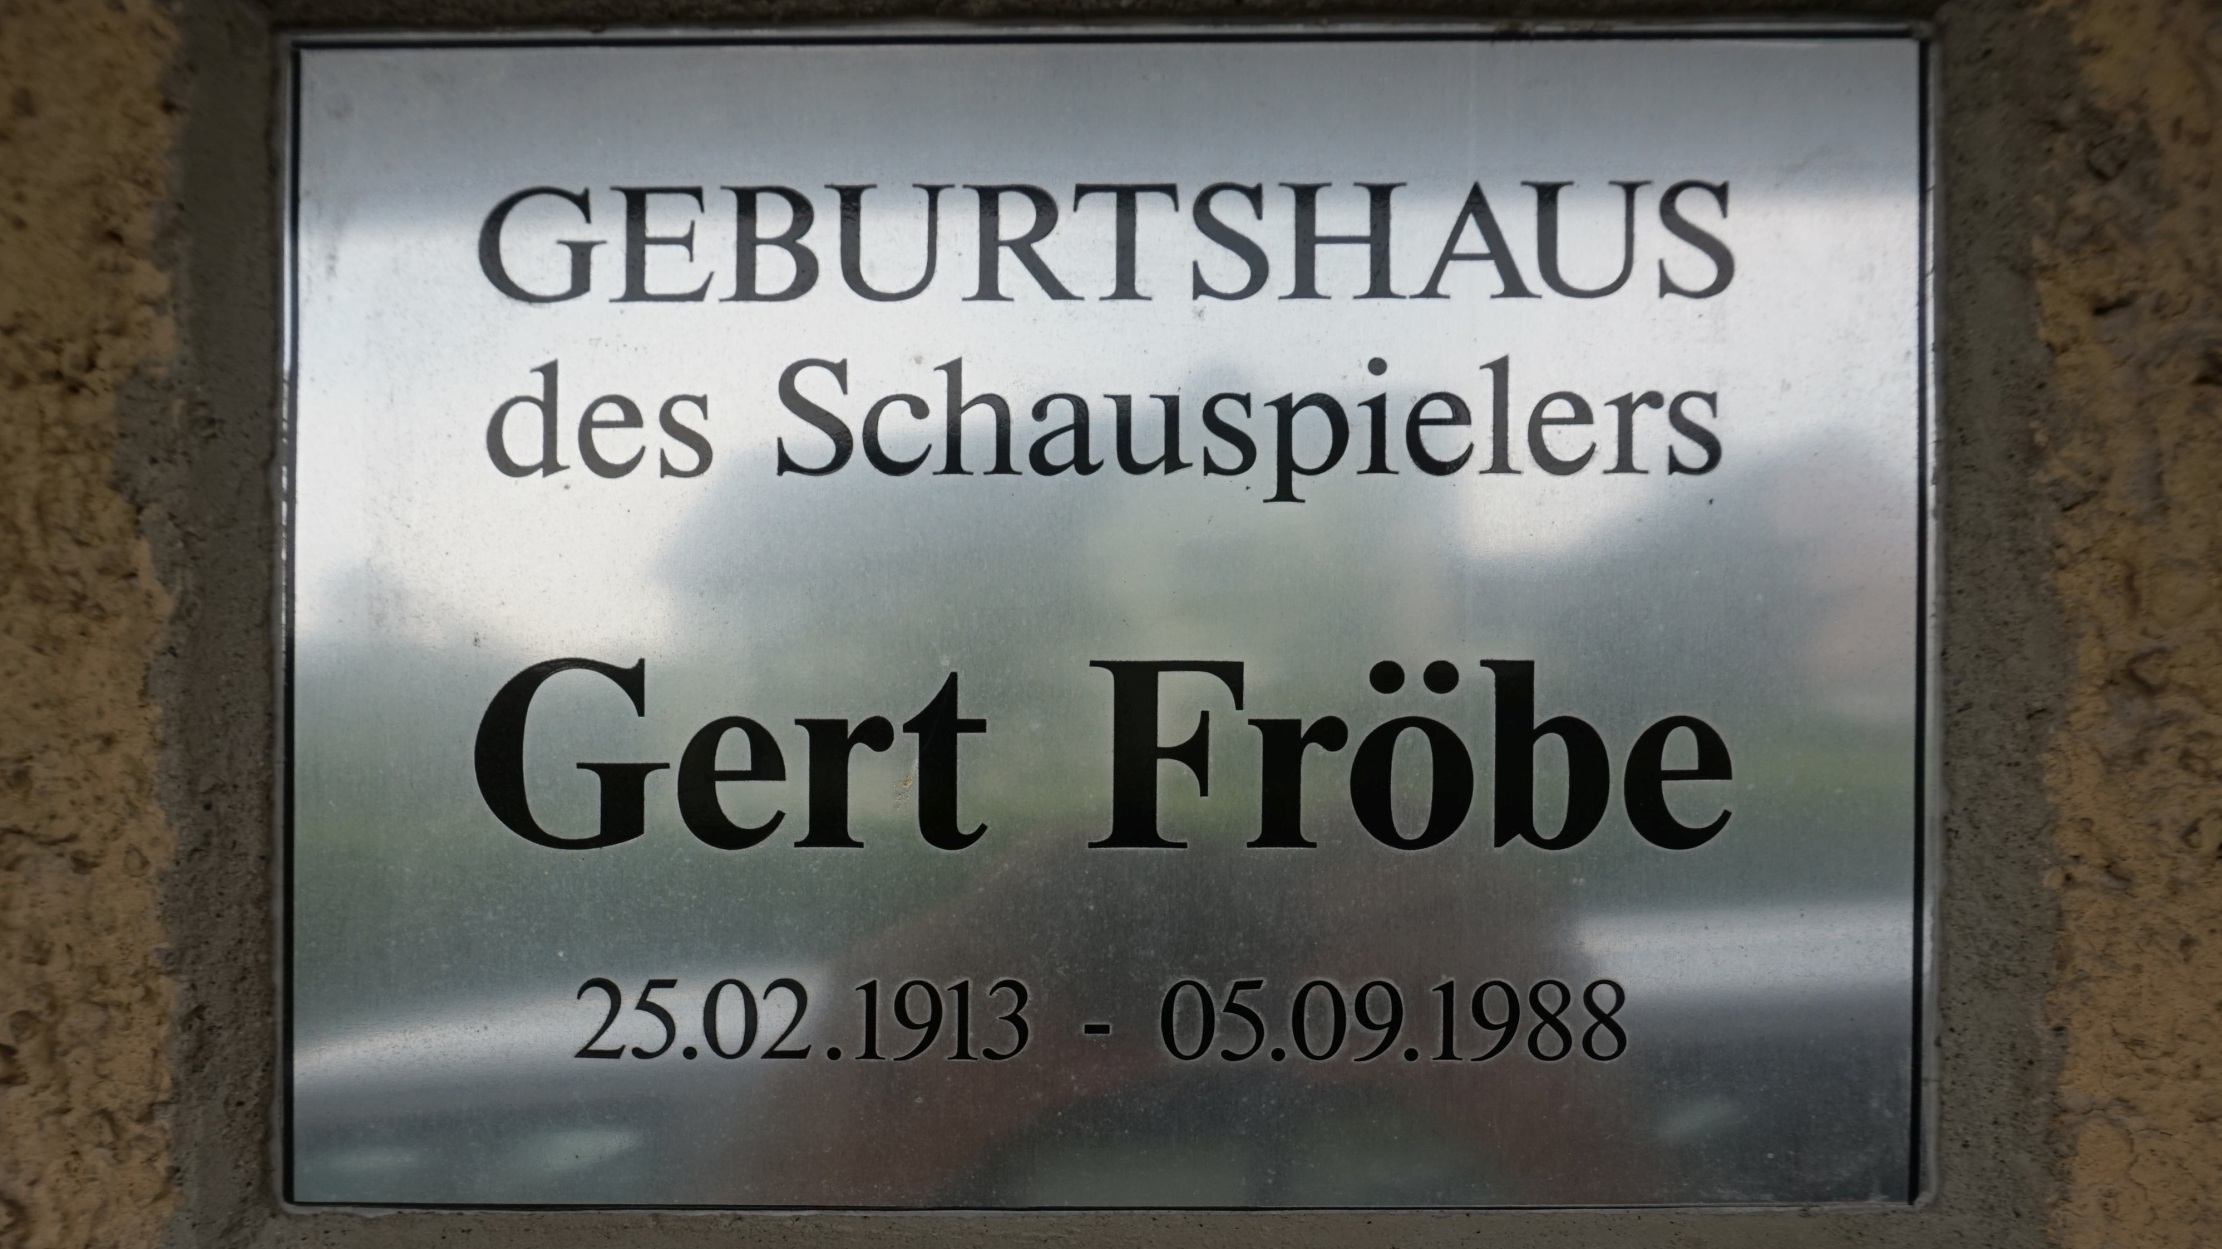 GEBURTSHAUS
des Schauspielers
Gert Fröbe
25.02.1913 - 05.09.1988